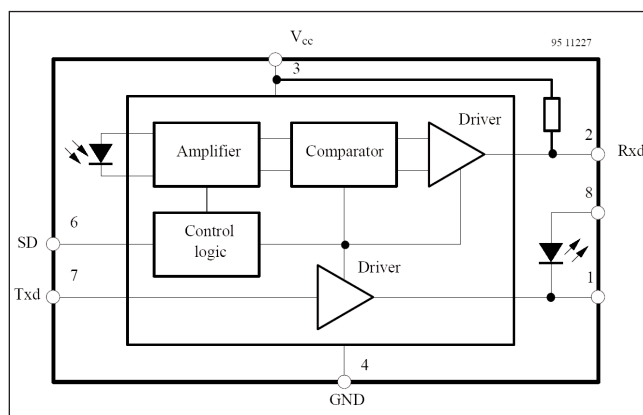 Vcc
95 11227
3
Driver
Amplifier
Comparator
2
Rxd
8
6
SD
Control
logic
7
Driver
Txd
1
4
GND